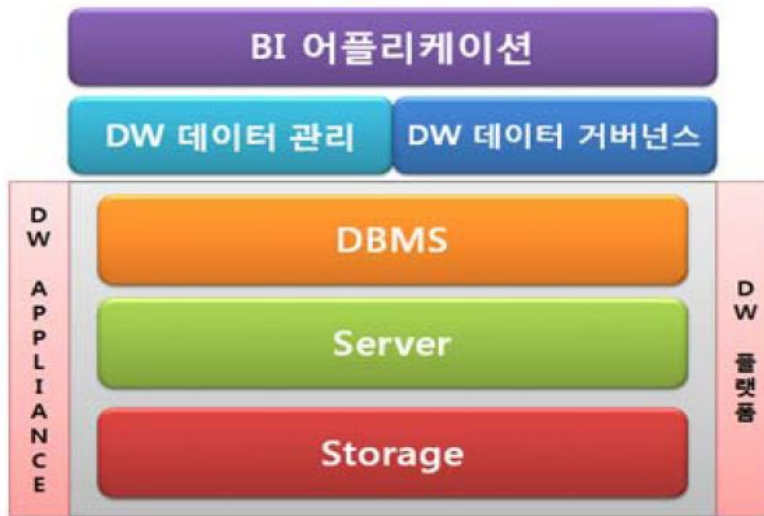 BI 어플리케이션
DW 데이터 관리
DW 데이터 거버넌스
DW APPLIANCE
DBMS
Server
Storage
DW 플랫폼